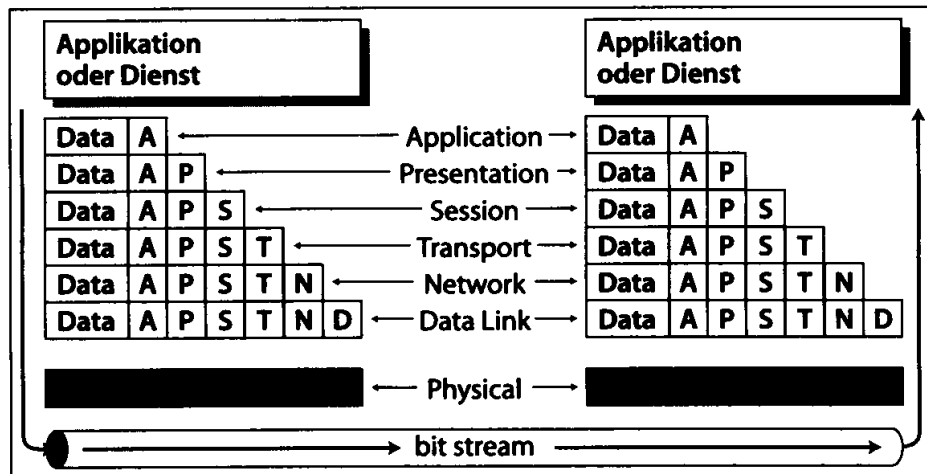 Applikation
oder Dienst
Applikation
oder Dienst
Data A Application Data A
Data A P Presentation Data A P
Data A P S Session Data A P S
Data A P S T Transport Data A P S T
Data A P S T N Network Data A P S T N
Data A P S T N D Data Link Data A P S T N D
Physical
bit stream